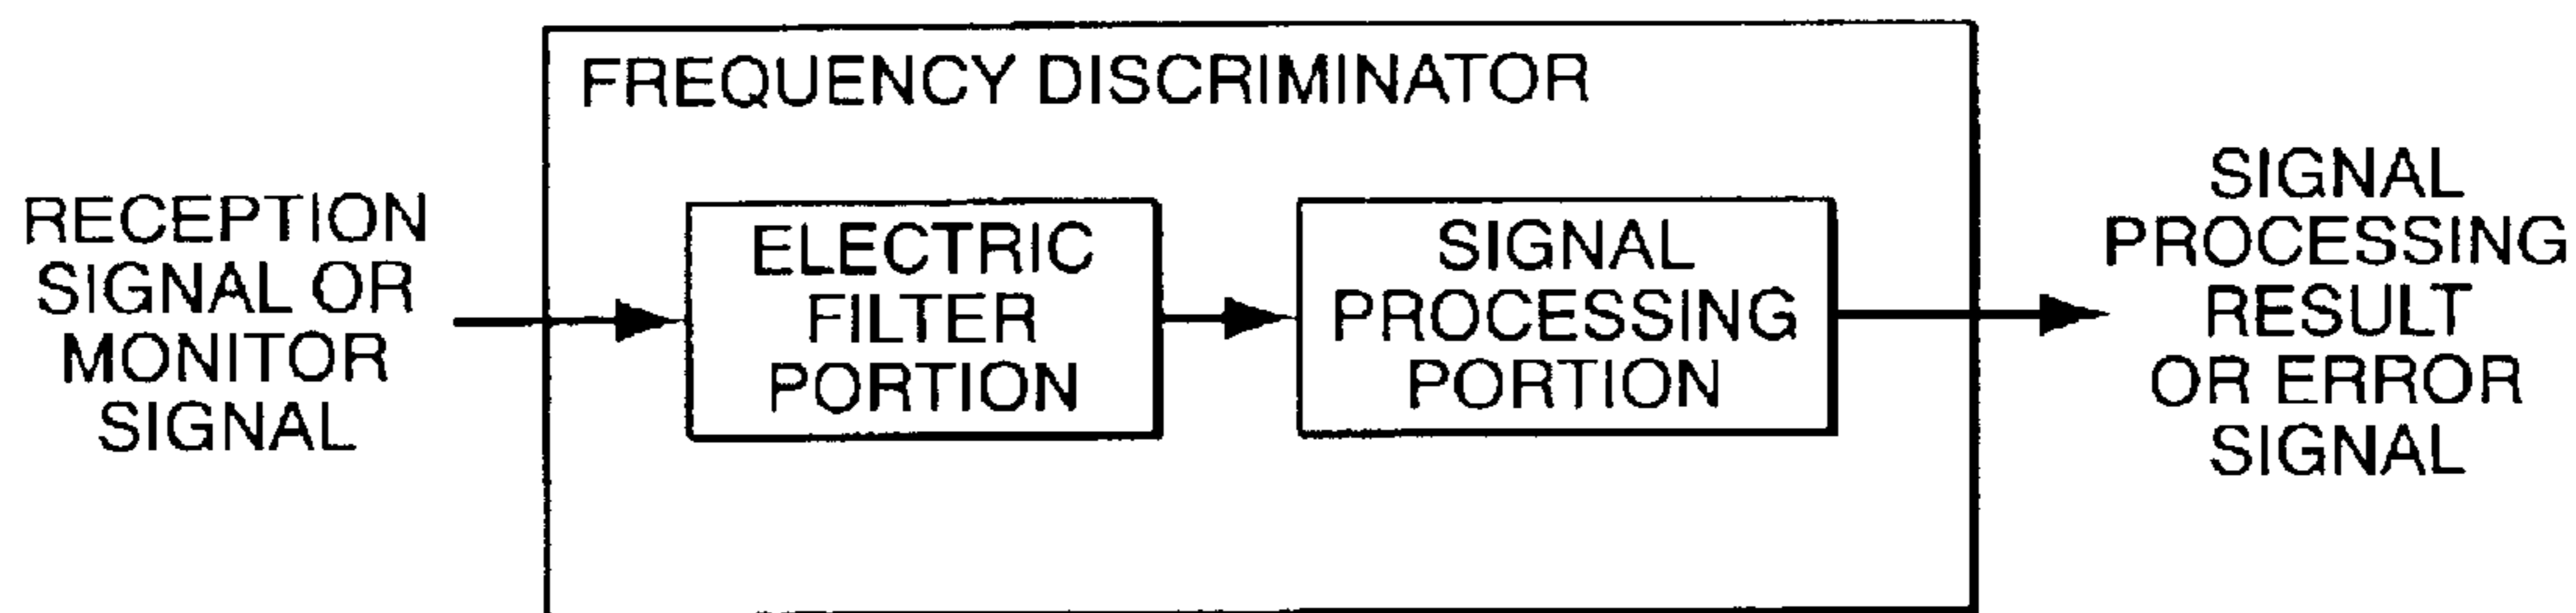 FREQUENCY DISCRIMINATOR
RECEPTION
SIGNAL OR
MONITOR
SIGNAL
ELECTRIC
FILTER
PORTION
SIGNAL
PROCESSING
PORTION
SIGNAL
PROCESSING
RESULT
OR ERROR
SIGNAL